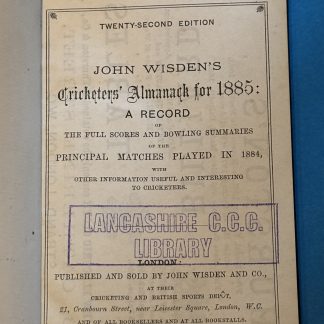 TWENTY-SECOND EDITION
JOHN WISDEN'S
Cricketers' Almanack for 1885:
A RECORD
OF
THE FULL SCORES AND BOWLING SUMMARIES
OF THE
PRINCIPAL MATCHES PLAYED IN 1884,
WITH
OTHER INFORMATION USEFUL AND INTERESTING
TO CRICKETERS.
LANCASHIRE C.C.C.
LIBRARY
LONDON:
PUBLISHED AND SOLD BY JOHN WISDEN AND CO.,
AT THEIR
CRICKETING AND BRITISH SPORTS DEPÔT,
21, Cranbourn Street, near Leicester Square, London, W.C.
AND OF ALL BOOKSELLERS AND AT ALL BOOKSTALLS.